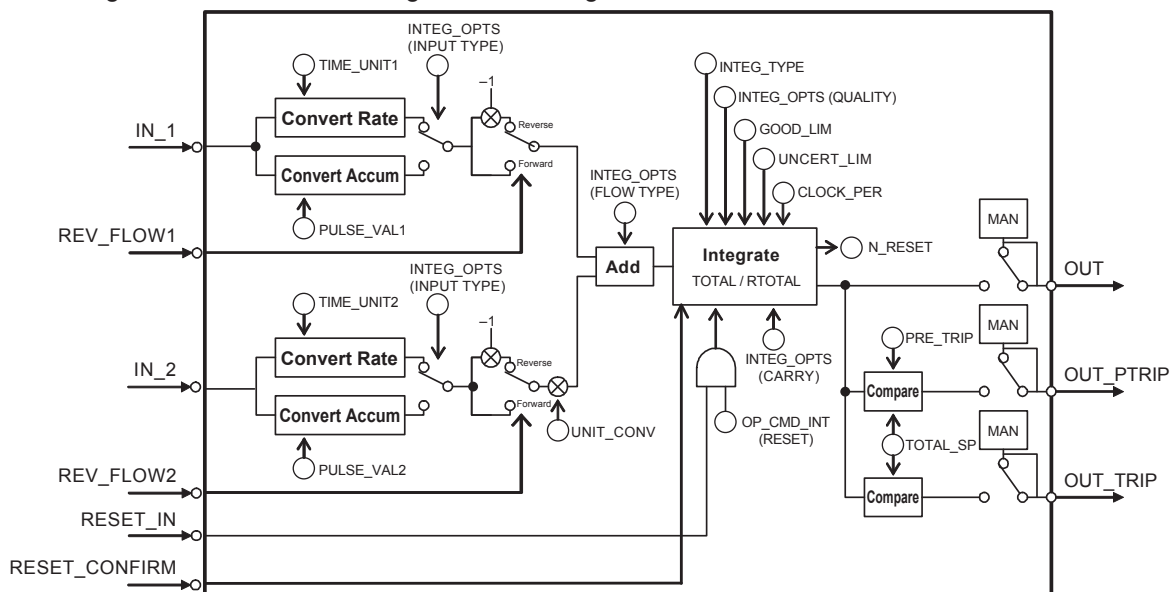 INTEG_OPTS
(INPUT TYPE)
TIME_UNIT1
–1
Convert Rate
Reverse
IN_1
Convert Accum
Forward
PULSE_VAL1
REV_FLOW1
INTEG_TYPE
INTEG_OPTS (QUALITY)
GOOD_LIM
UNCERT_LIM
CLOCK_PER
INTEG_OPTS
(FLOW TYPE)
Add
Integrate
TOTAL / RTOTAL
N_RESET
MAN
OUT
INTEG_OPTS
(INPUT TYPE)
TIME_UNIT2
–1
Convert Rate
Reverse
IN_2
Convert Accum
Forward
UNIT_CONV
PULSE_VAL2
REV_FLOW2
INTEG_OPTS
(CARRY)
OP_CMD_INT
(RESET)
PRE_TRIP
MAN
Compare
OUT_PTRIP
TOTAL_SP
MAN
Compare
OUT_TRIP
RESET_IN
RESET_CONFIRM